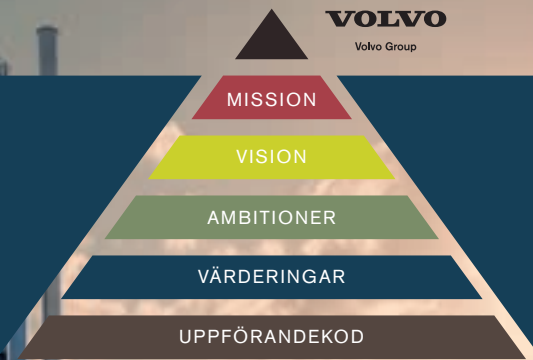 VOLVO
Volvo Group
MISSION
VISION
AMBITIONER
VÄRDERINGAR
UPPFÖRANDEKOD